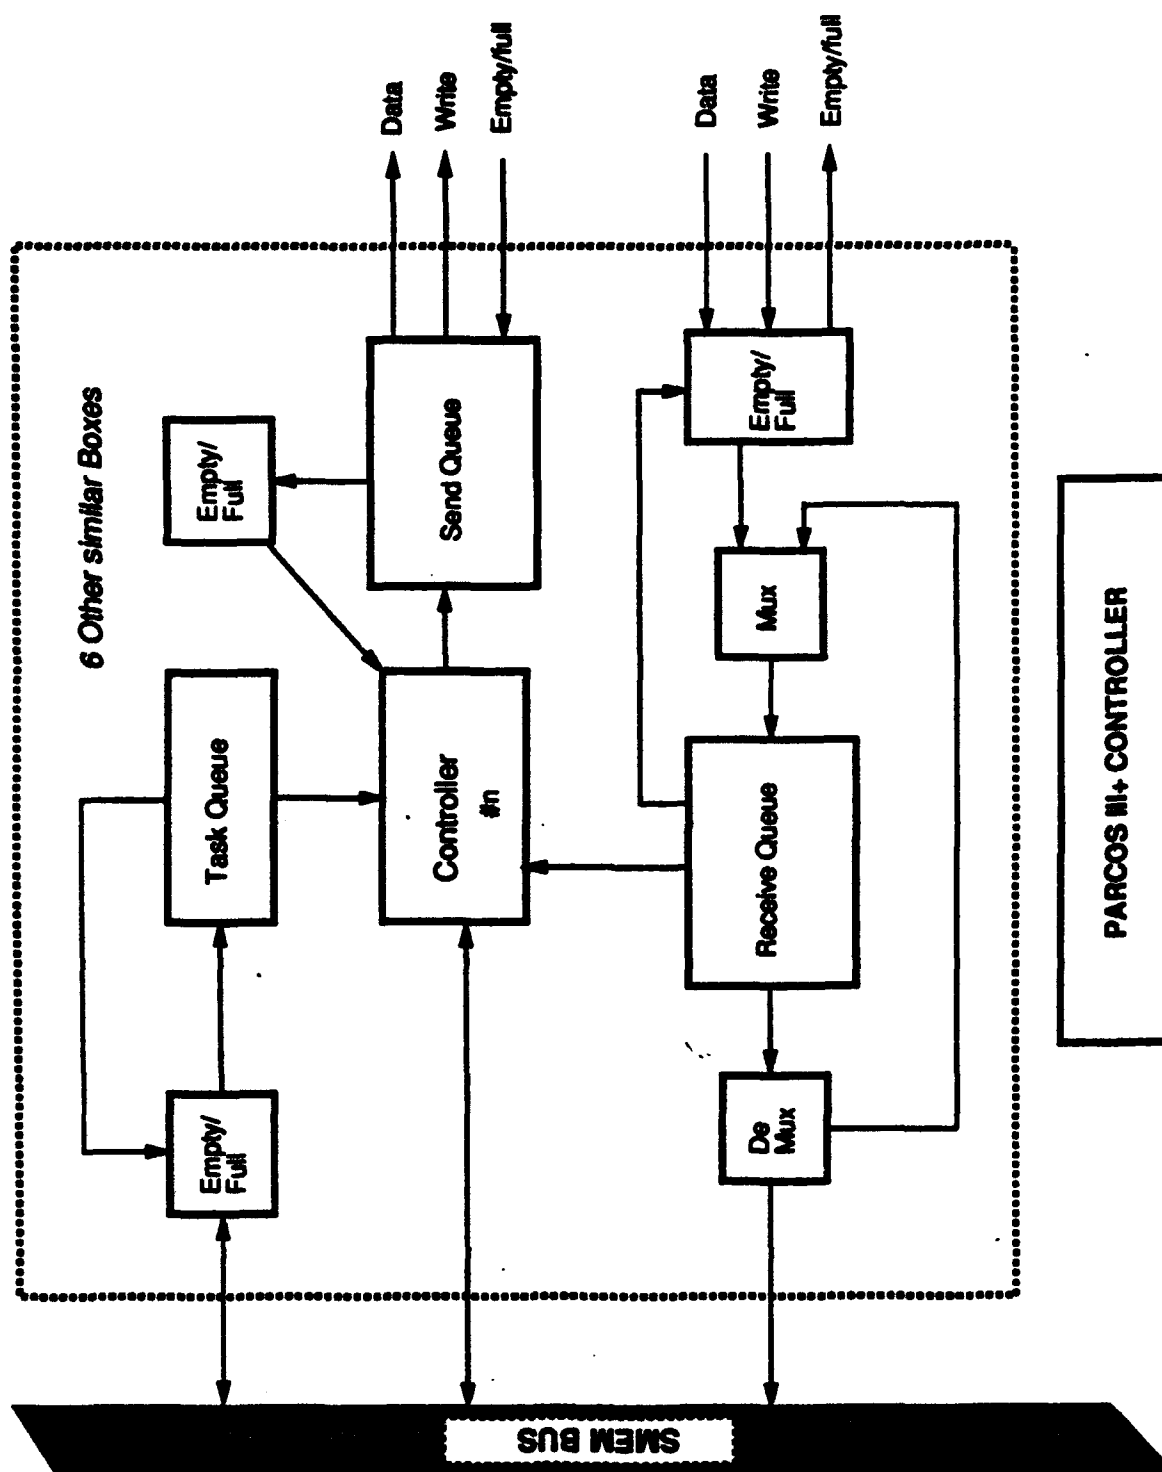 6 Other similar Boxes
Empty/
Full
Task Queue
Empty/
Full
Controller
#n
Send Queue
Data
Write
Empty/full
De
Mux
Receive Queue
Mux
Empty/
Full
Data
Write
Empty/full
SMEM BUS
PARCOS III+ CONTROLLER